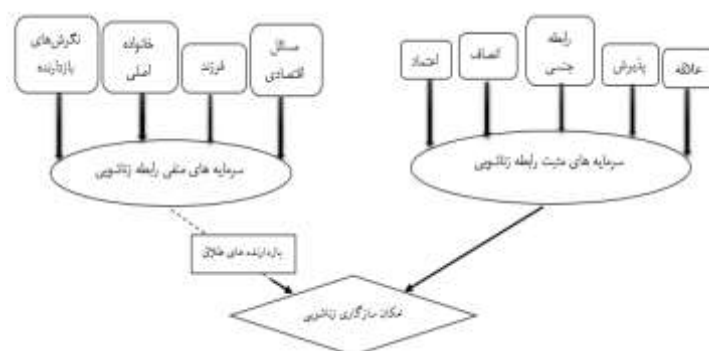 علاقه
پذیرش
رابطه
جنسی
انصاف
اعتماد
مسائل
اقتصادی
فرزند
خانواده
اصلی
نگرش‌های
بازدارنده
سرمایه های مثبت رابطه زناشویی
سرمایه های منفی رابطه زناشویی
بازدارنده های طلاق
امکان سازگاری زناشویی